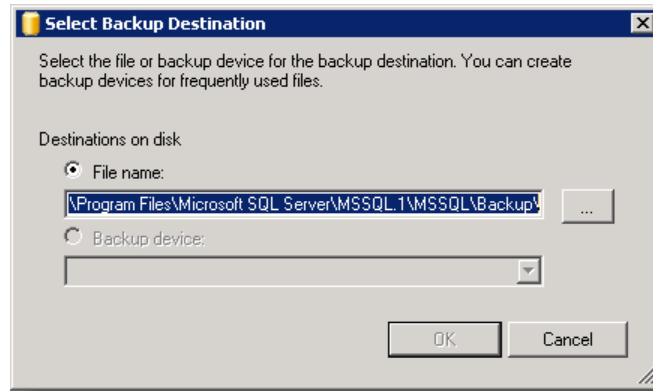 Select Backup Destination
Select the file or backup device for the backup destination. You can create
backup devices for frequently used files.
Destinations on disk
File name:
\Program Files\Microsoft SQL Server\MSSQL.1\MSSQL\Backup\
...
Backup device:
OK
Cancel